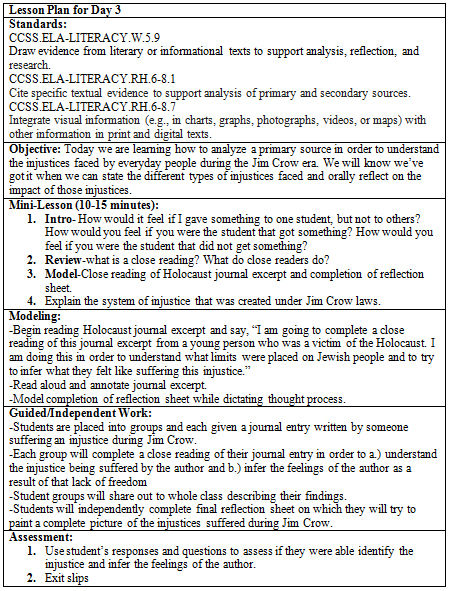 Lesson Plan for Day 3
Standards:
CCSS.ELA-LITERACY.W.5.9
Draw evidence from literary or informational texts to support analysis, reflection, and
research.
CCSS.ELA-LITERACY.RH.6-8.1
Cite specific textual evidence to support analysis of primary and secondary sources.
CCSS.ELA-LITERACY.RH.6-8.7
Integrate visual information (e.g., in charts, graphs, photographs, videos, or maps) with
other information in print and digital texts.
Objective: Today we are learning how to analyze a primary source in order to understand
the injustices faced by everyday people during the Jim Crow era. We will know we've
got it when we can state the different types of injustices faced and orally reflect on the
impact of those injustices.
Mini-Lesson (10-15 minutes):
1. Intro- How would it feel if I gave something to one student, but not to others?
How would you feel if you were the student that got something? How would you
feel if you were the student that did not get something?
2. Review-what is a close reading? What do close readers do?
3. Model-Close reading of Holocaust journal excerpt and completion of reflection
sheet.
4. Explain the system of injustice that was created under Jim Crow laws.
Modeling:
-Begin reading Holocaust journal excerpt and say, "I am going to complete a close
reading of this journal excerpt from a young person who was a victim of the Holocaust. I
am doing this in order to understand what limits were placed on Jewish people and to try
to infer what they felt like suffering this injustice."
-Read aloud and annotate journal excerpt.
-Model completion of reflection sheet while dictating thought process.
Guided/Independent Work:
-Students are placed into groups and each given a journal entry written by someone
suffering an injustice during Jim Crow.
-Each group will complete a close reading of their journal entry in order to a.) understand
the injustice being suffered by the author and b.) infer the feelings of the author as a
result of that lack of freedom
-Student groups will share out to whole class describing their findings.
-Students will independently complete final reflection sheet on which they will try to
paint a complete picture of the injustices suffered during Jim Crow.
Assessment:
1. Use student's responses and questions to assess if they were able identify the
injustice and infer the feelings of the author.
2. Exit slips